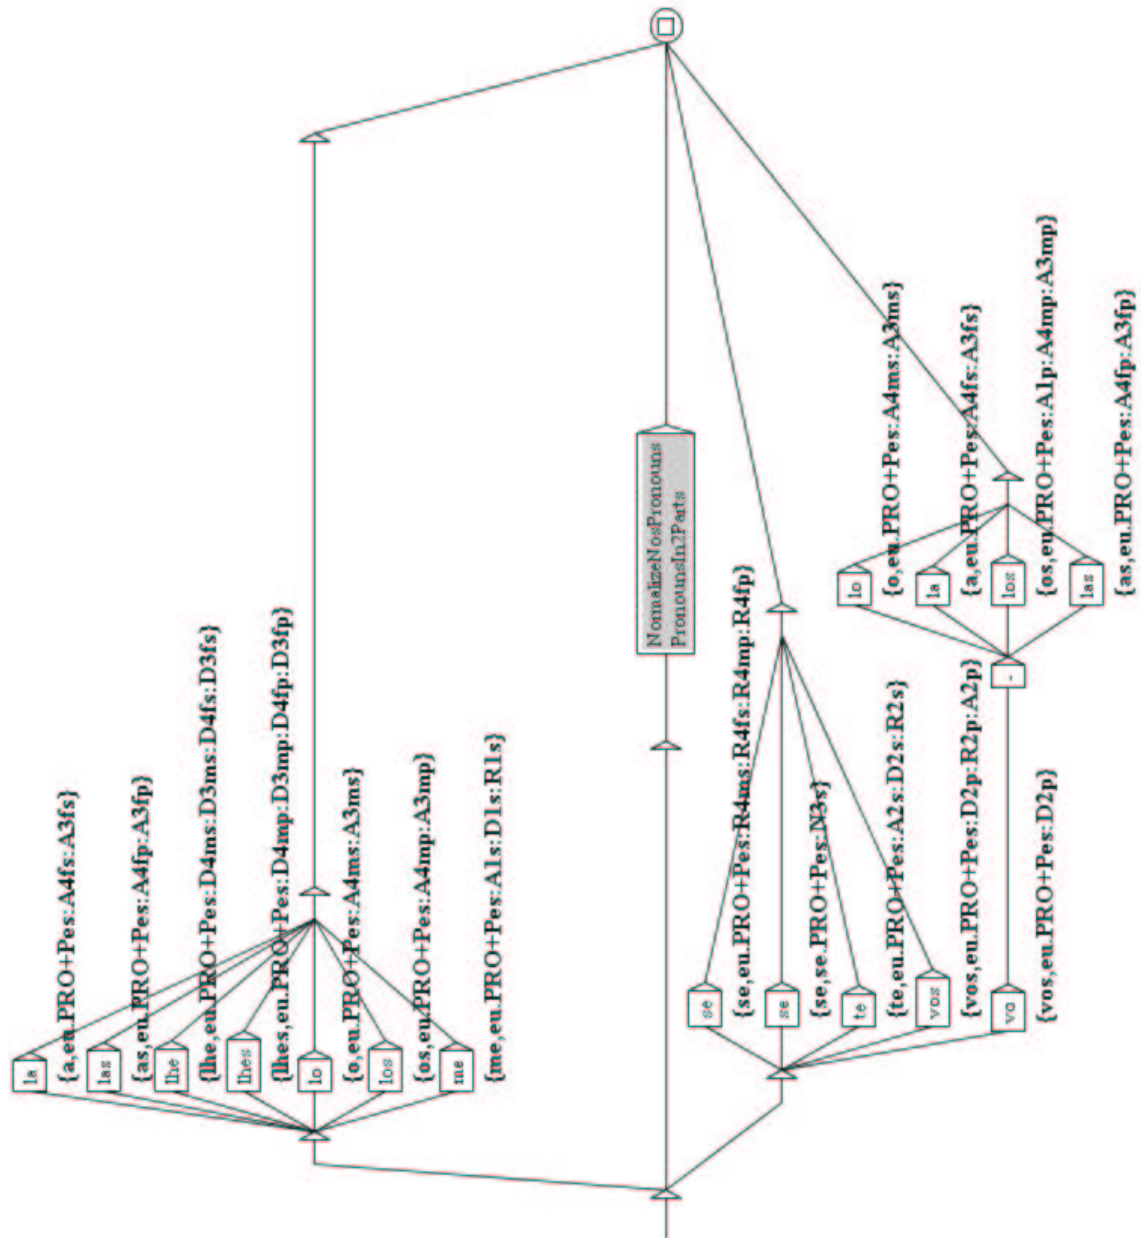 la
{a,eu.PRO+Pes:A4fs:A3fs}
las
{as,eu.PRO+Pes:A4fp:A3fp}
lhe
{lhe,eu.PRO+Pes:D4ms:D3ms:D4fs:D3fs}
lhes
{lhes,eu.PRO+Pes:D4mp:D3mp:D4fp:D3fp}
lo
{o,eu.PRO+Pes:A4ms:A3ms}
los
{os,eu.PRO+Pes:A4mp:A3mp}
me
{me,eu.PRO+Pes:A1s:D1s:R1s}
NormalizeNosPronouns
PronounsIn2Parts
se
{se,eu.PRO+Pes:R4ms:R4fs:R4mp:R4fp}
se
{se,se.PRO+Pes:N3s}
te
{te,eu.PRO+Pes:A2s:D2s:R2s}
vos
{vos,eu.PRO+Pes:D2p:R2p:A2p}
vo
{vos,eu.PRO+Pes:D2p}
-
lo
{o,eu.PRO+Pes:A4ms:A3ms}
la
{a,eu.PRO+Pes:A4fs:A3fs}
los
{os,eu.PRO+Pes:A1p:A4mp:A3mp}
las
{as,eu.PRO+Pes:A4fp:A3fp}